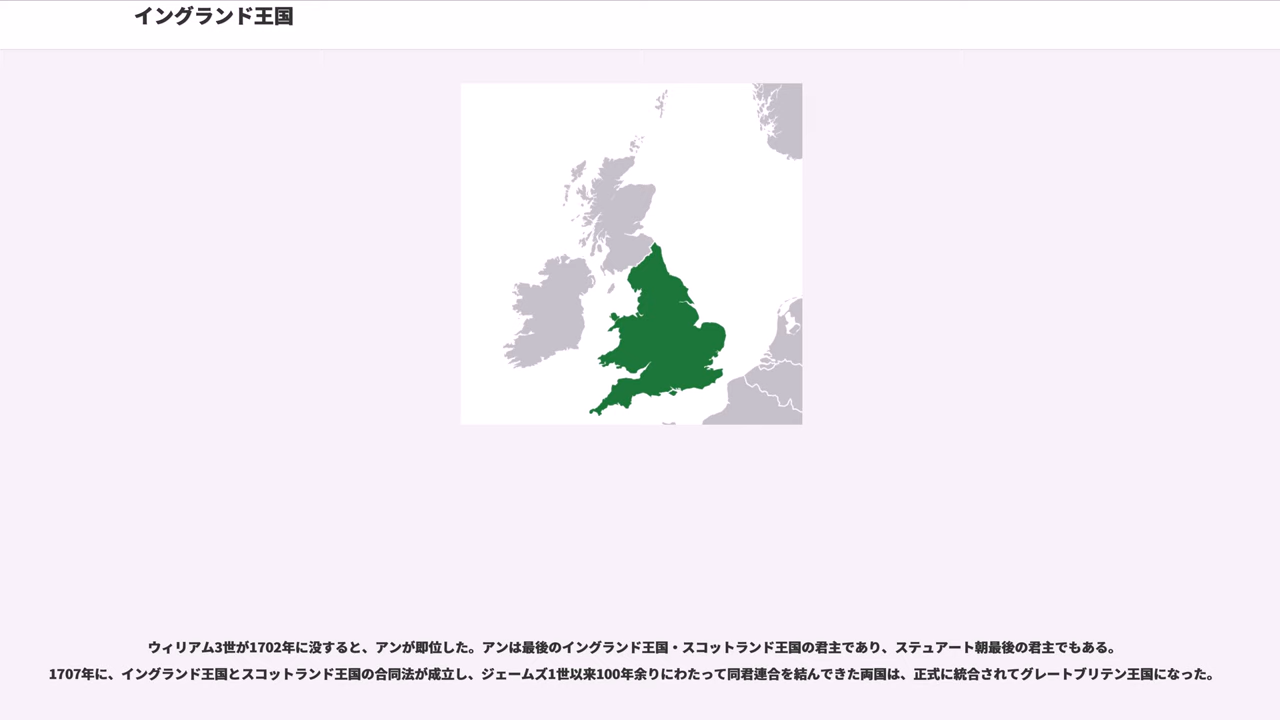 イングランド王国
ウィリアム3世が1702年に没すると、アンが即位した。アンは最後のイングランド王国・スコットランド王国の君主であり、ステュアート朝最後の君主でもある。
1707年に、イングランド王国とスコットランド王国の合同法が成立し、ジェームズ1世以来100年余りにわたって同君連合を結んできた両国は、正式に統合されてグレートブリテン王国になった。